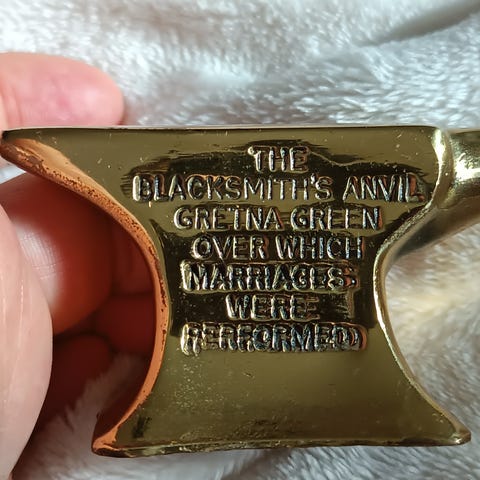 THE
BLACKSMITH'S ANVIL
GRETNA GREEN
OVER WHICH
MARRIAGES
WERE
PERFORMED